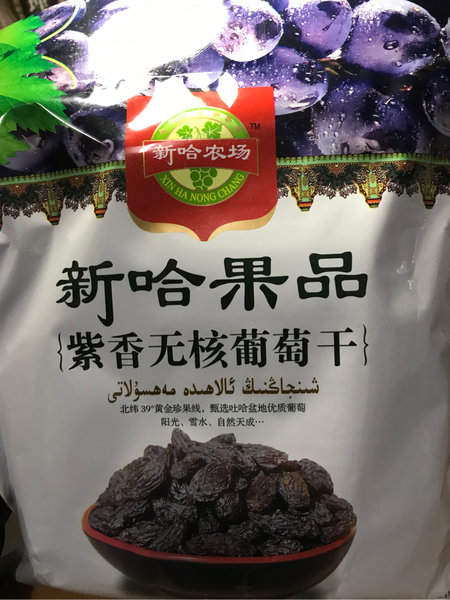 新哈农场
TM
XIN HA NONG CHANG
新哈果品
{紫香无核葡萄干}
شىنجاڭنىڭ ئالاھىدە مەھسۇلاتى
北纬39°黄金珍果线，甄选吐哈盆地优质葡萄
阳光、雪水、自然天成…